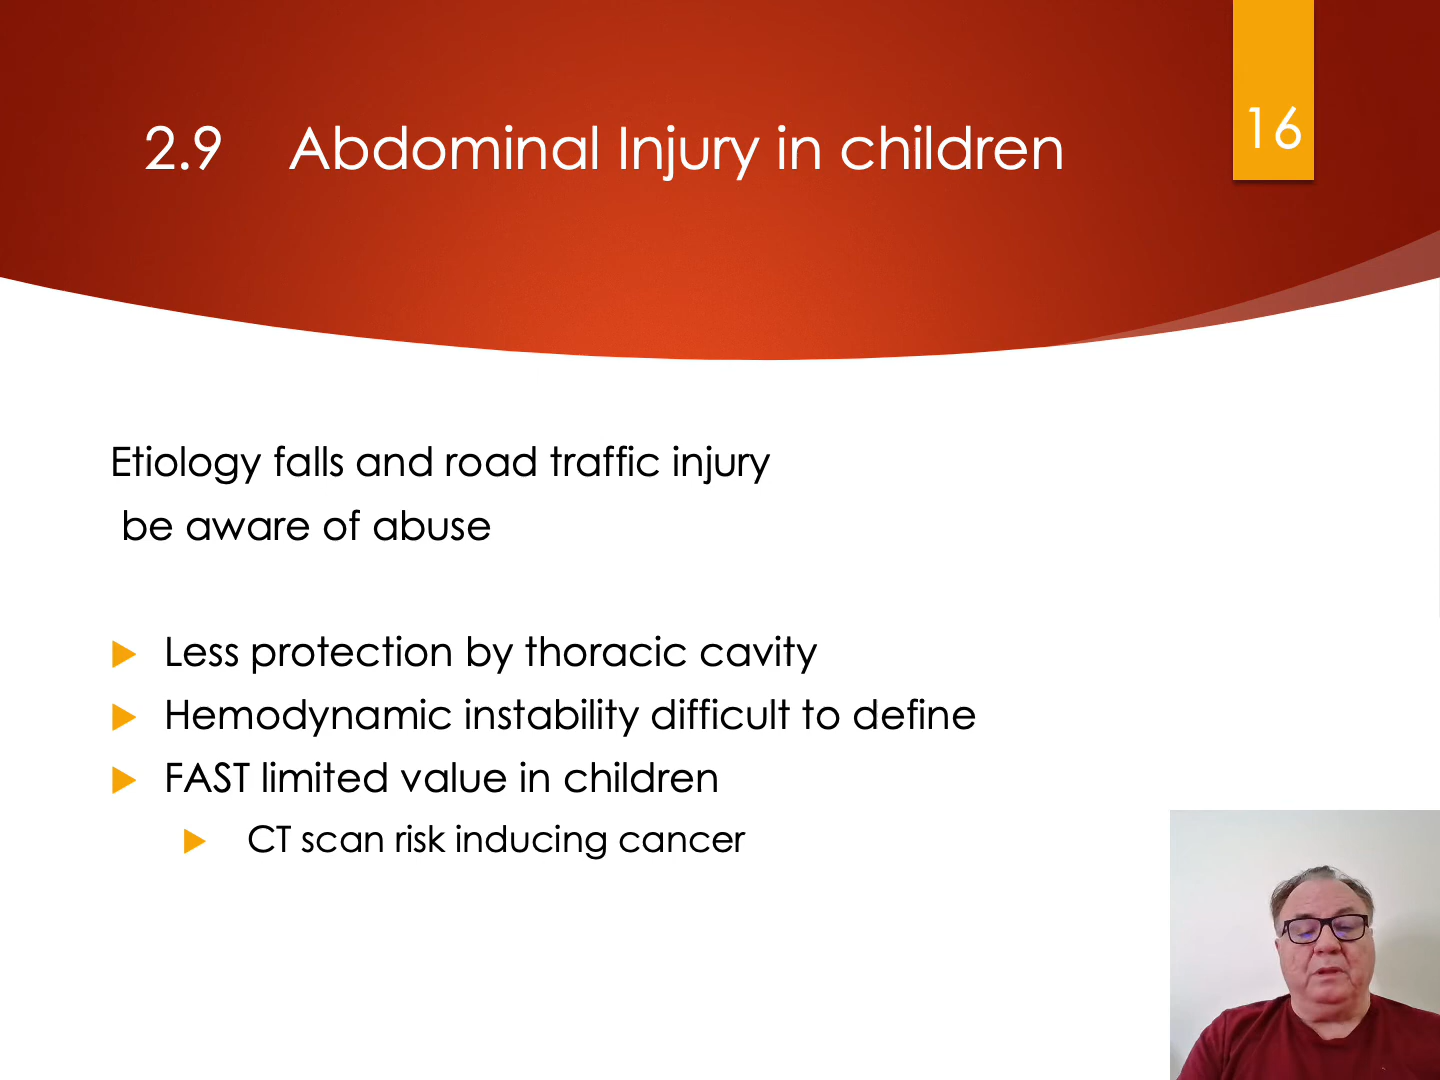 2.9 Abdominal Injury in children
16
Etiology falls and road traffic injury
be aware of abuse
Less protection by thoracic cavity
Hemodynamic instability difficult to define
FAST limited value in children
CT scan risk inducing cancer